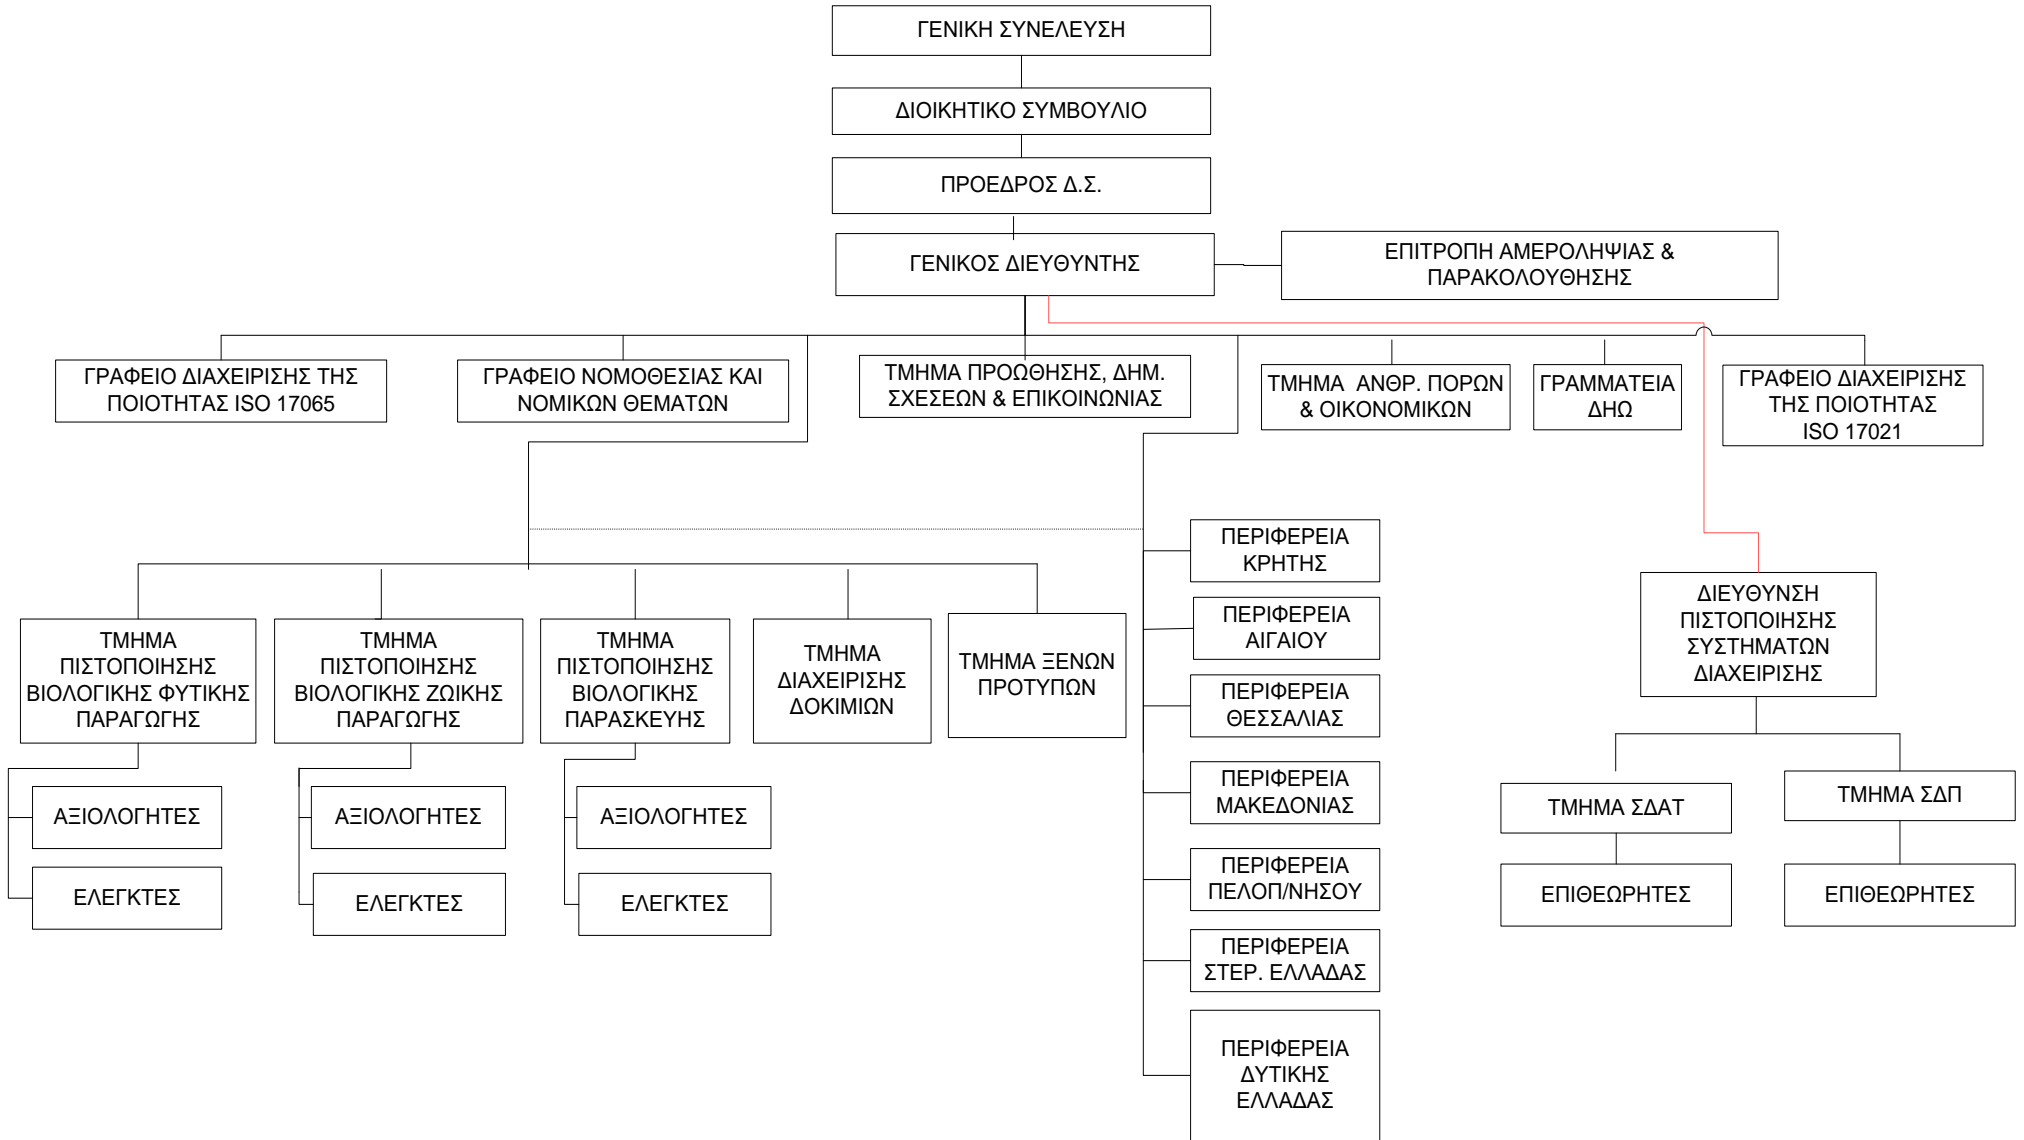 ΓΕΝΙΚΗ ΣΥΝΕΛΕΥΣΗ
ΔΙΟΙΚΗΤΙΚΟ ΣΥΜΒΟΥΛΙΟ
ΠΡΟΕΔΡΟΣ Δ.Σ.
ΓΕΝΙΚΟΣ ΔΙΕΥΘΥΝΤΗΣ
ΕΠΙΤΡΟΠΗ ΑΜΕΡΟΛΗΨΙΑΣ &
ΠΑΡΑΚΟΛΟΥΘΗΣΗΣ
ΓΡΑΦΕΙΟ ΔΙΑΧΕΙΡΙΣΗΣ ΤΗΣ
ΠΟΙΟΤΗΤΑΣ ISO 17065
ΓΡΑΦΕΙΟ ΝΟΜΟΘΕΣΙΑΣ ΚΑΙ
ΝΟΜΙΚΩΝ ΘΕΜΑΤΩΝ
ΤΜΗΜΑ ΠΡΟΩΘΗΣΗΣ, ΔΗΜ.
ΣΧΕΣΕΩΝ & ΕΠΙΚΟΙΝΩΝΙΑΣ
ΤΜΗΜΑ ΑΝΘΡ. ΠΟΡΩΝ
& ΟΙΚΟΝΟΜΙΚΩΝ
ΓΡΑΜΜΑΤΕΙΑ
ΔΗΩ
ΓΡΑΦΕΙΟ ΔΙΑΧΕΙΡΙΣΗΣ
ΤΗΣ ΠΟΙΟΤΗΤΑΣ
ISO 17021
ΤΜΗΜΑ
ΠΙΣΤΟΠΟΙΗΣΗΣ
ΒΙΟΛΟΓΙΚΗΣ ΦΥΤΙΚΗΣ
ΠΑΡΑΓΩΓΗΣ
ΑΞΙΟΛΟΓΗΤΕΣ
ΕΛΕΓΚΤΕΣ
ΤΜΗΜΑ
ΠΙΣΤΟΠΟΙΗΣΗΣ
ΒΙΟΛΟΓΙΚΗΣ ΖΩΙΚΗΣ
ΠΑΡΑΓΩΓΗΣ
ΑΞΙΟΛΟΓΗΤΕΣ
ΕΛΕΓΚΤΕΣ
ΤΜΗΜΑ
ΠΙΣΤΟΠΟΙΗΣΗΣ
ΒΙΟΛΟΓΙΚΗΣ
ΠΑΡΑΣΚΕΥΗΣ
ΑΞΙΟΛΟΓΗΤΕΣ
ΕΛΕΓΚΤΕΣ
ΤΜΗΜΑ
ΔΙΑΧΕΙΡΙΣΗΣ
ΔΟΚΙΜΙΩΝ
ΤΜΗΜΑ ΞΕΝΩΝ
ΠΡΟΤΥΠΩΝ
ΠΕΡΙΦΕΡΕΙΑ
ΚΡΗΤΗΣ
ΠΕΡΙΦΕΡΕΙΑ
ΑΙΓΑΙΟΥ
ΠΕΡΙΦΕΡΕΙΑ
ΘΕΣΣΑΛΙΑΣ
ΠΕΡΙΦΕΡΕΙΑ
ΜΑΚΕΔΟΝΙΑΣ
ΠΕΡΙΦΕΡΕΙΑ
ΠΕΛΟΠ/ΝΗΣΟΥ
ΠΕΡΙΦΕΡΕΙΑ
ΣΤΕΡ. ΕΛΛΑΔΑΣ
ΠΕΡΙΦΕΡΕΙΑ
ΔΥΤΙΚΗΣ
ΕΛΛΑΔΑΣ
ΔΙΕΥΘΥΝΣΗ
ΠΙΣΤΟΠΟΙΗΣΗΣ
ΣΥΣΤΗΜΑΤΩΝ
ΔΙΑΧΕΙΡΙΣΗΣ
ΤΜΗΜΑ ΣΔΑΤ
ΕΠΙΘΕΩΡΗΤΕΣ
ΤΜΗΜΑ ΣΔΠ
ΕΠΙΘΕΩΡΗΤΕΣ